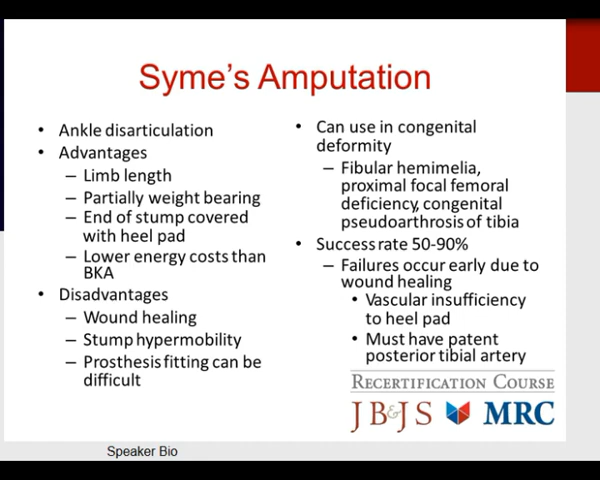 Syme's Amputation
• Ankle disarticulation
• Advantages
– Limb length
– Partially weight bearing
– End of stump covered
with heel pad
– Lower energy costs than
BKA
• Disadvantages
– Wound healing
– Stump hypermobility
– Prosthesis fitting can be
difficult
• Can use in congenital
deformity
– Fibular hemimelia,
proximal focal femoral
deficiency, congenital
pseudoarthrosis of tibia
• Success rate 50-90%
– Failures occur early due to
wound healing
• Vascular insufficiency
to heel pad
• Must have patent
posterior tibial artery
RECERTIFICATION COURSE
JB&JS MRC
Speaker Bio